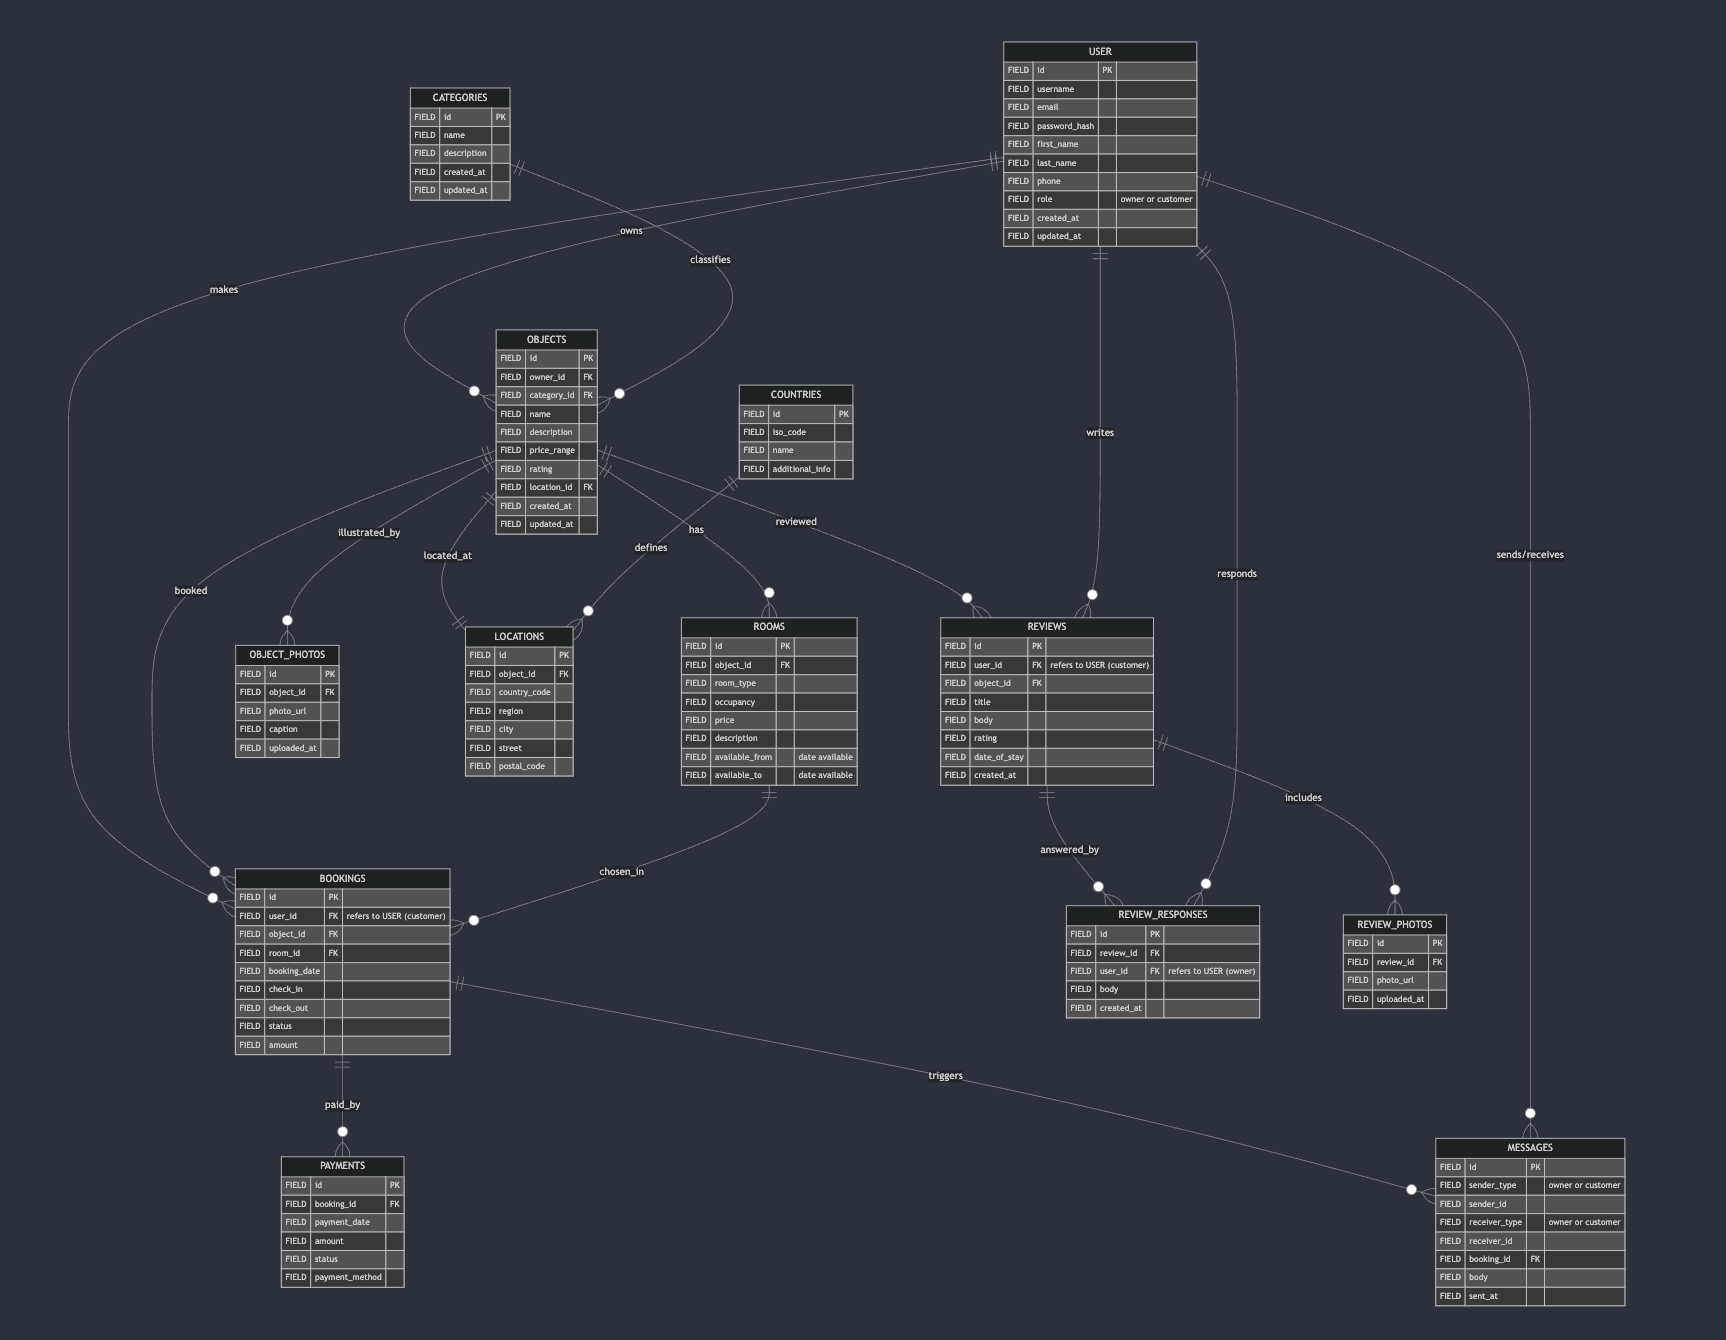 USER
FIELD id PK
FIELD username
FIELD email
FIELD password_hash
FIELD first_name
FIELD last_name
FIELD phone
FIELD role owner or customer
FIELD created_at
FIELD updated_at
CATEGORIES
FIELD id PK
FIELD name
FIELD description
FIELD created_at
FIELD updated_at
owns
classifies
makes
OBJECTS
FIELD id PK
FIELD owner_id FK
FIELD category_id FK
FIELD name
FIELD description
FIELD price_range
FIELD rating
FIELD location_id FK
FIELD created_at
FIELD updated_at
COUNTRIES
FIELD id PK
FIELD iso_code
FIELD name
FIELD additional_info
writes
reviewed
has
illustrated_by
defines
located_at
sends/receives
responds
booked
OBJECT_PHOTOS
FIELD id PK
FIELD object_id FK
FIELD photo_url
FIELD caption
FIELD uploaded_at
LOCATIONS
FIELD id PK
FIELD object_id FK
FIELD country_code
FIELD region
FIELD city
FIELD street
FIELD postal_code
ROOMS
FIELD id PK
FIELD object_id FK
FIELD room_type
FIELD occupancy
FIELD price
FIELD description
FIELD available_from date available
FIELD available_to date available
REVIEWS
FIELD id PK
FIELD user_id FK refers to USER (customer)
FIELD object_id FK
FIELD title
FIELD body
FIELD rating
FIELD date_of_stay
FIELD created_at
includes
answered_by
chosen_in
BOOKINGS
FIELD id PK
FIELD user_id FK refers to USER (customer)
FIELD object_id FK
FIELD room_id FK
FIELD booking_date
FIELD check_in
FIELD check_out
FIELD status
FIELD amount
REVIEW_RESPONSES
FIELD id PK
FIELD review_id FK
FIELD user_id FK refers to USER (owner)
FIELD body
FIELD created_at
REVIEW_PHOTOS
FIELD id PK
FIELD review_id FK
FIELD photo_url
FIELD uploaded_at
triggers
paid_by
PAYMENTS
FIELD id PK
FIELD booking_id FK
FIELD payment_date
FIELD amount
FIELD status
FIELD payment_method
MESSAGES
FIELD id PK
FIELD sender_type owner or customer
FIELD sender_id
FIELD receiver_type owner or customer
FIELD receiver_id
FIELD booking_id FK
FIELD body
FIELD sent_at